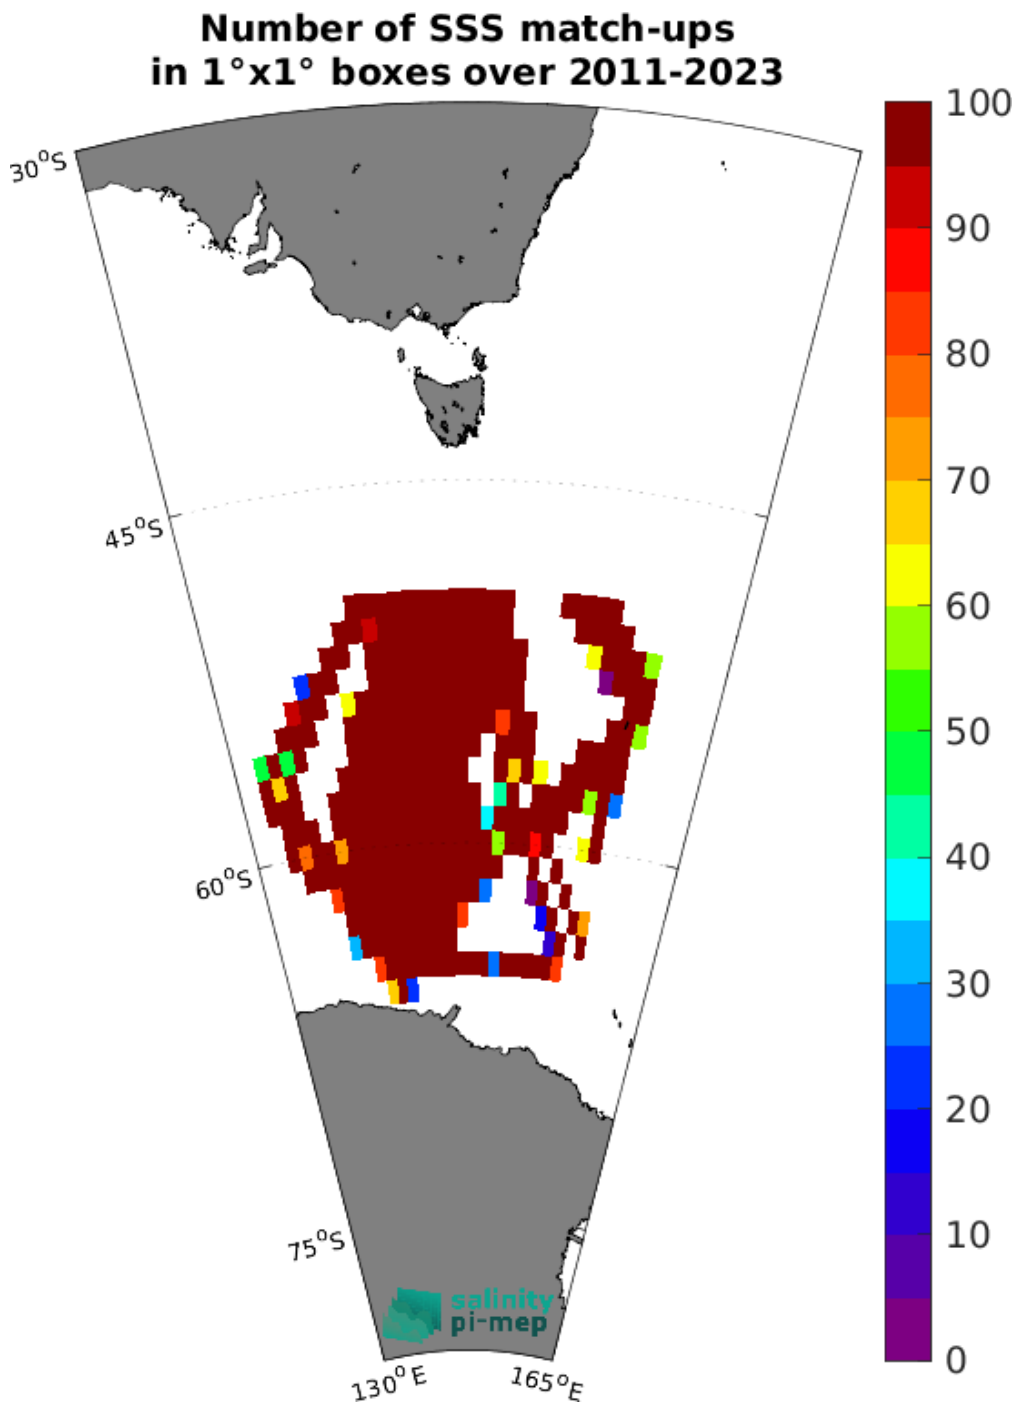 Number of SSS match-ups
in 1°x1° boxes over 2011-2023
100
90
80
70
60
50
40
30
20
10
0
30°S
45°S
60°S
75°S
130°E
165°E
salinity
pi-mep